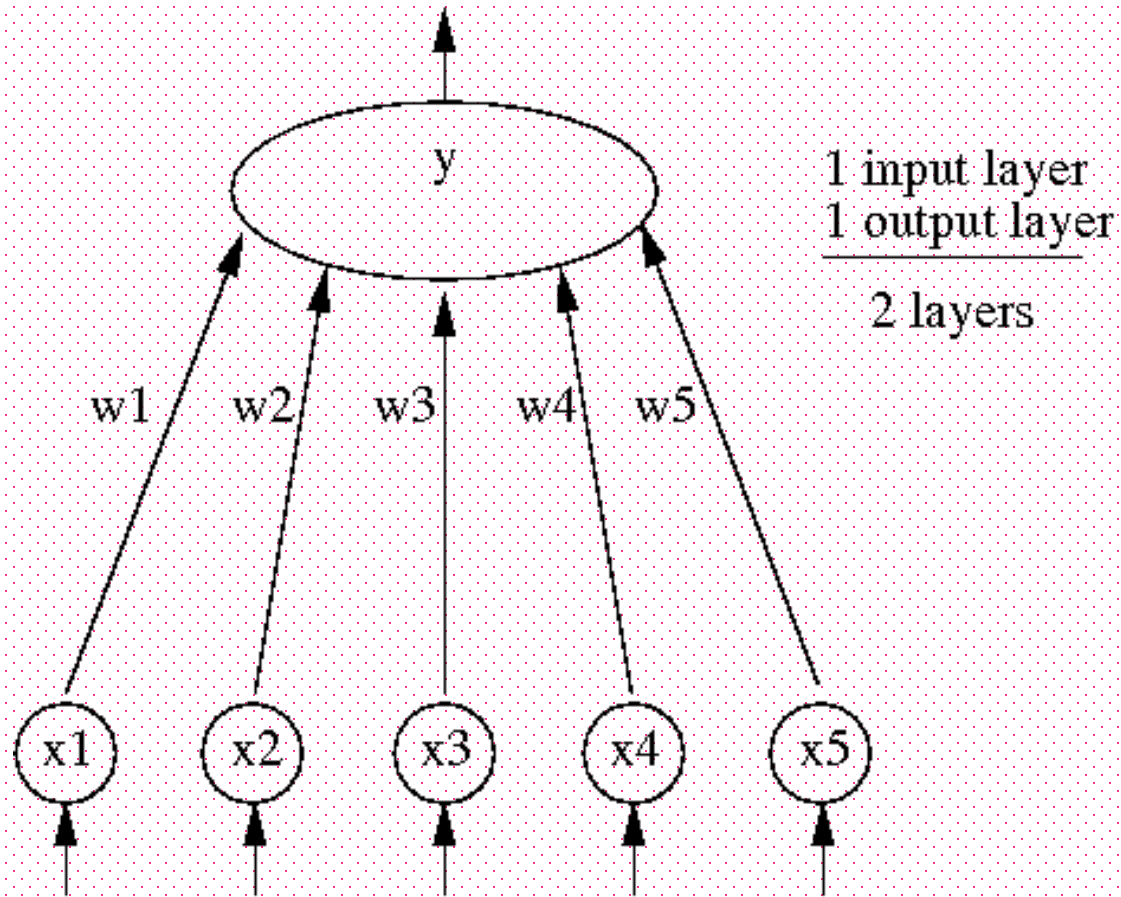 y
1 input layer
1 output layer
2 layers
w1 w2 w3 w4 w5
x1 x2 x3 x4 x5